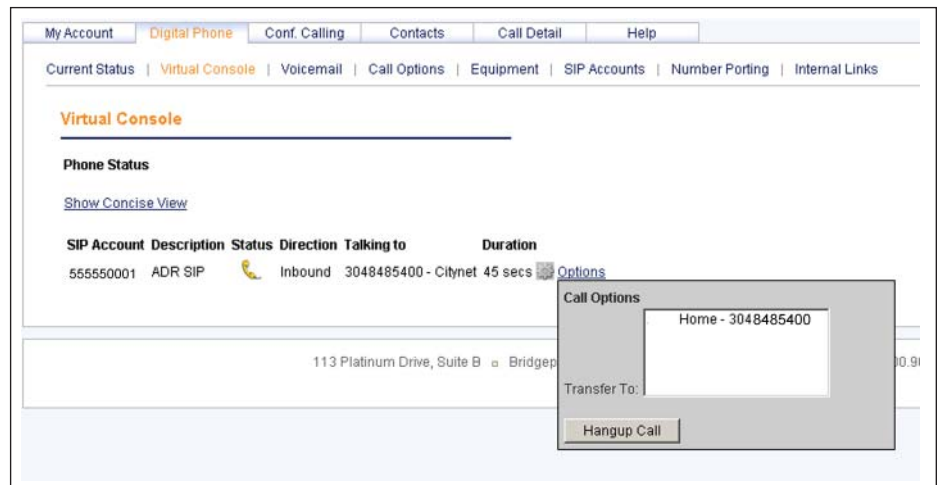 My Account Digital Phone Conf. Calling Contacts Call Detail Help
Current Status | Virtual Console | Voicemail | Call Options | Equipment | SIP Accounts | Number Porting | Internal Links
Virtual Console
Phone Status
Show Concise View
SIP Account Description Status Direction Talking to Duration
555550001 ADR SIP Inbound 3048485400 - Citynet 45 secs Options
Call Options
Home - 3048485400
113 Platinum Drive, Suite B
Transfer To:
Hangup Call